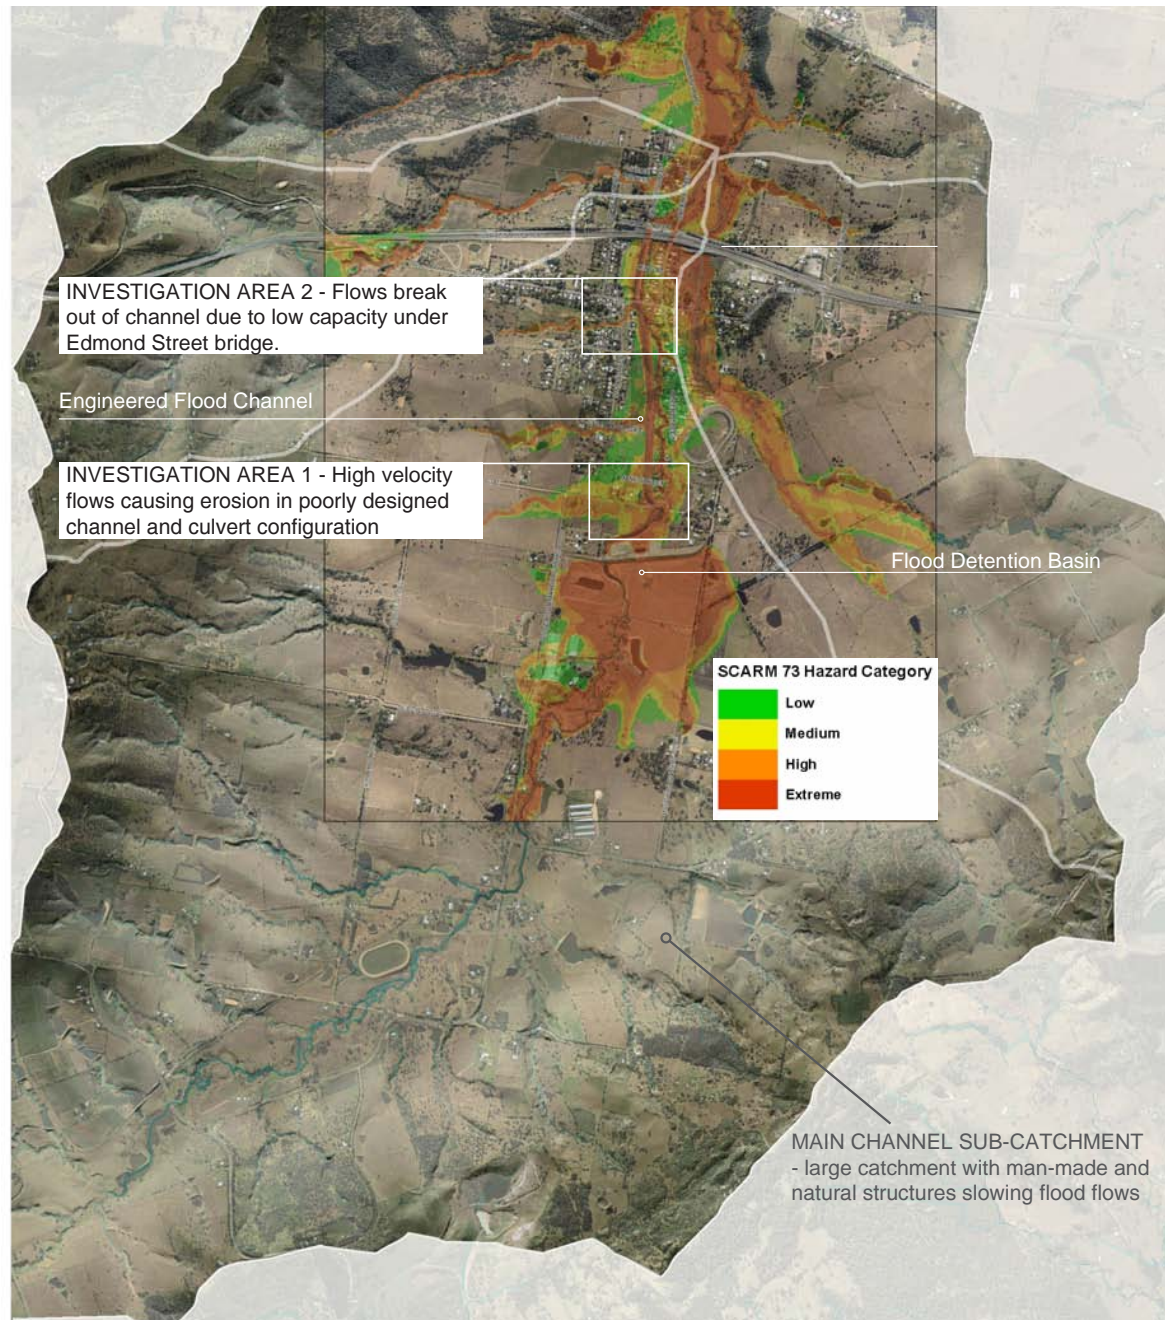 INVESTIGATION AREA 2 - Flows break
out of channel due to low capacity under
Edmond Street bridge.
Engineered Flood Channel
INVESTIGATION AREA 1 - High velocity
flows causing erosion in poorly designed
channel and culvert configuration
Flood Detention Basin
SCARM 73 Hazard Category
Low
Medium
High
Extreme
MAIN CHANNEL SUB-CATCHMENT
- large catchment with man-made and
natural structures slowing flood flows